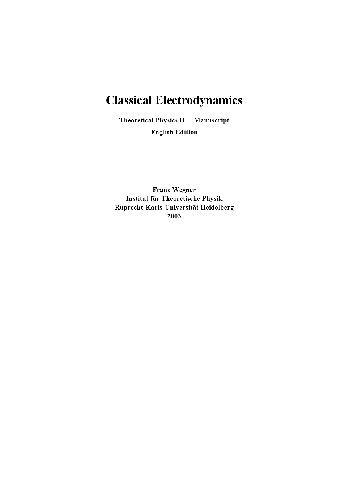 Classical Electrodynamics
Theoretical Physics II Manuscript
English Edition
Franz Wegner
Institut für Theoretische Physik
Ruprecht-Karls-Universität Heidelberg
2003